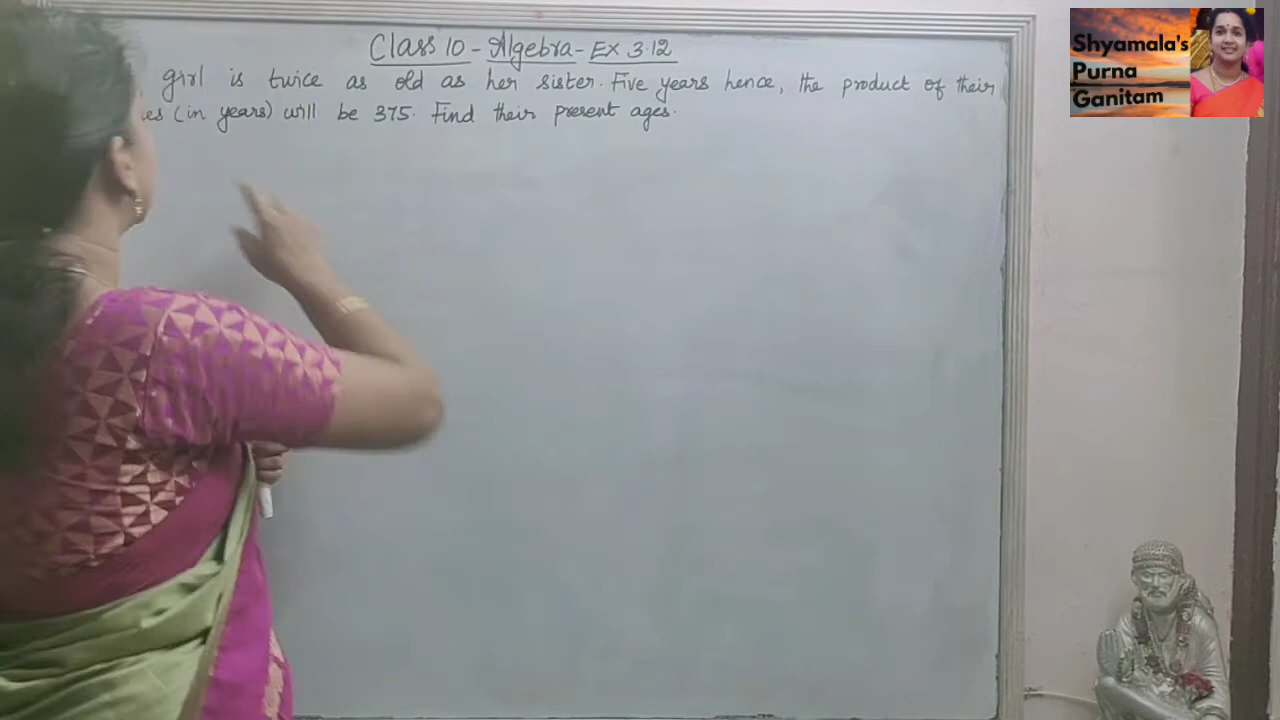 Class 10 - Algebra - Ex 3.12
girl is twice as old as her sister. Five years hence, the product of their
(in years) will be 375. Find their present ages.
Shyamala's
Purna
Ganitam